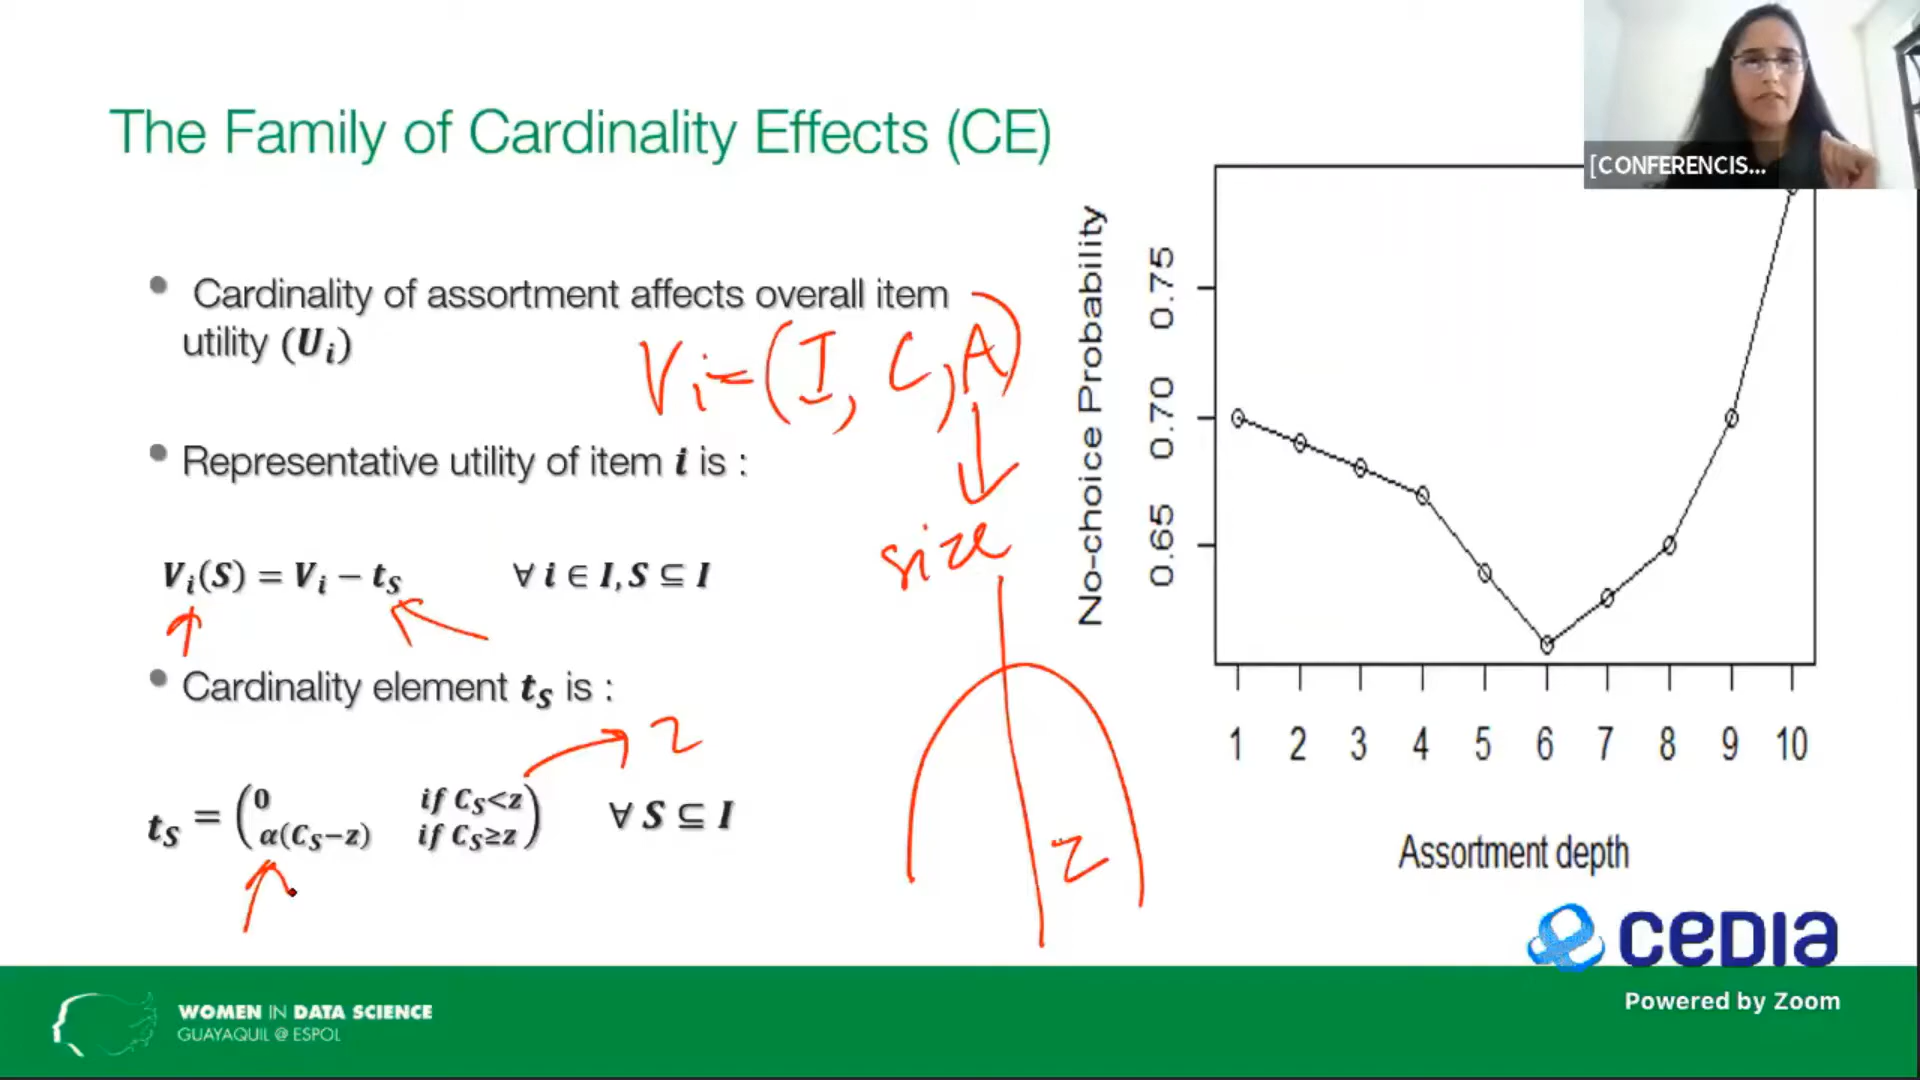 [CONFERENCIS...
The Family of Cardinality Effects (CE)
• Cardinality of assortment affects overall item
utility (Uᵢ)
Vi = (I, C, A)
size
• Representative utility of item i is :
Vᵢ(S) = Vᵢ − t_S ∀ i ∈ I, S ⊆ I
• Cardinality element t_S is :
z
t_S = (0 if C_S<z
α(C_S−z) if C_S≥z) ∀ S ⊆ I
z
No-choice Probability
0.75
0.70
0.65
1 2 3 4 5 6 7 8 9 10
Assortment depth
CEDIA
Powered by Zoom
WOMEN IN DATA SCIENCE
GUAYAQUIL @ ESPOL